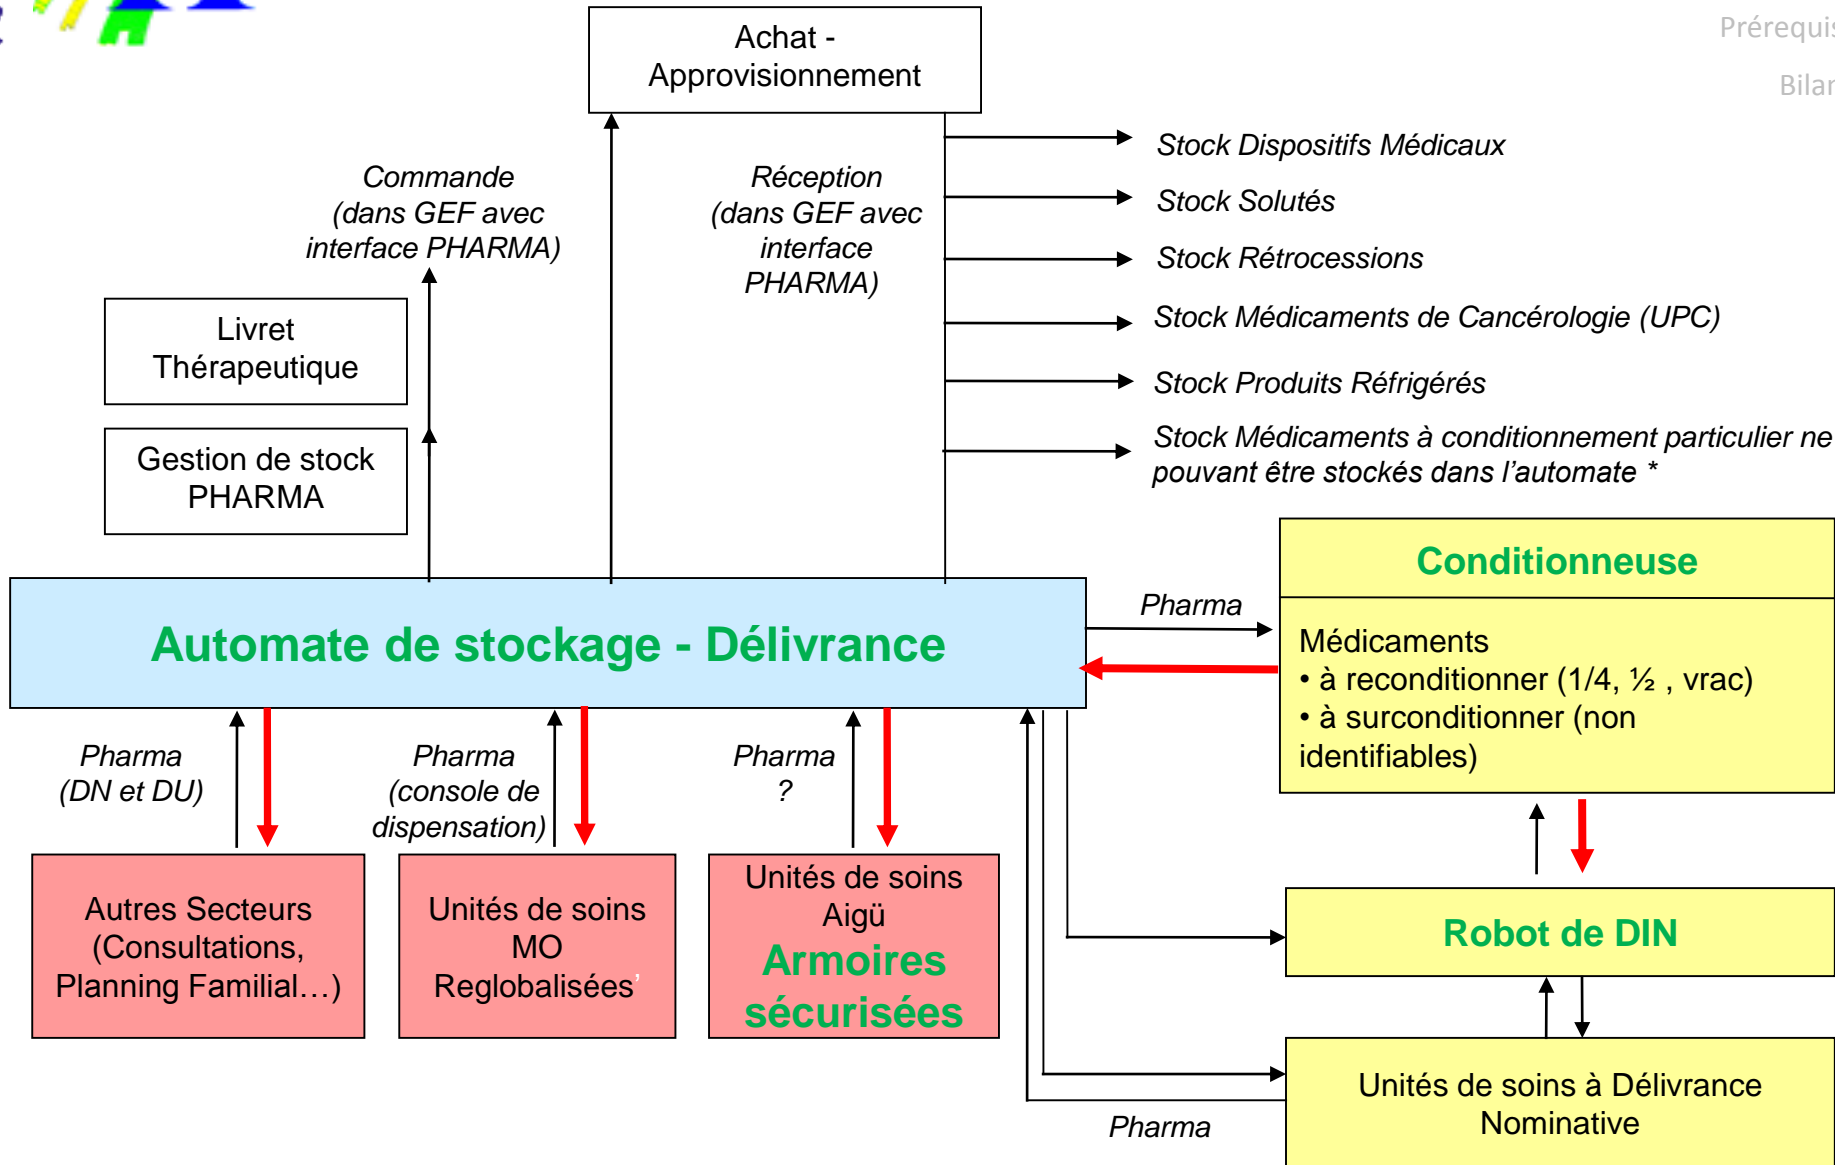 Achat -
Approvisionnement
Commande
(dans GEF avec
interface PHARMA)
Réception
(dans GEF avec
interface
PHARMA)
Stock Dispositifs Médicaux
Stock Solutés
Stock Rétrocessions
Stock Médicaments de Cancérologie (UPC)
Stock Produits Réfrigérés
Stock Médicaments à conditionnement particulier ne
pouvant être stockés dans l'automate *
Livret
Thérapeutique
Gestion de stock
PHARMA
Automate de stockage - Délivrance
Pharma
Conditionneuse
Médicaments
• à reconditionner (1/4, ½ , vrac)
• à surconditionner (non
identifiables)
Pharma
(DN et DU)
Pharma
(console de
dispensation)
Pharma
?
Autres Secteurs
(Consultations,
Planning Familial…)
Unités de soins
MO
Reglobalisées’
Unités de soins
Aigü
Armoires
sécurisées
Robot de DIN
Unités de soins à Délivrance
Nominative
Pharma